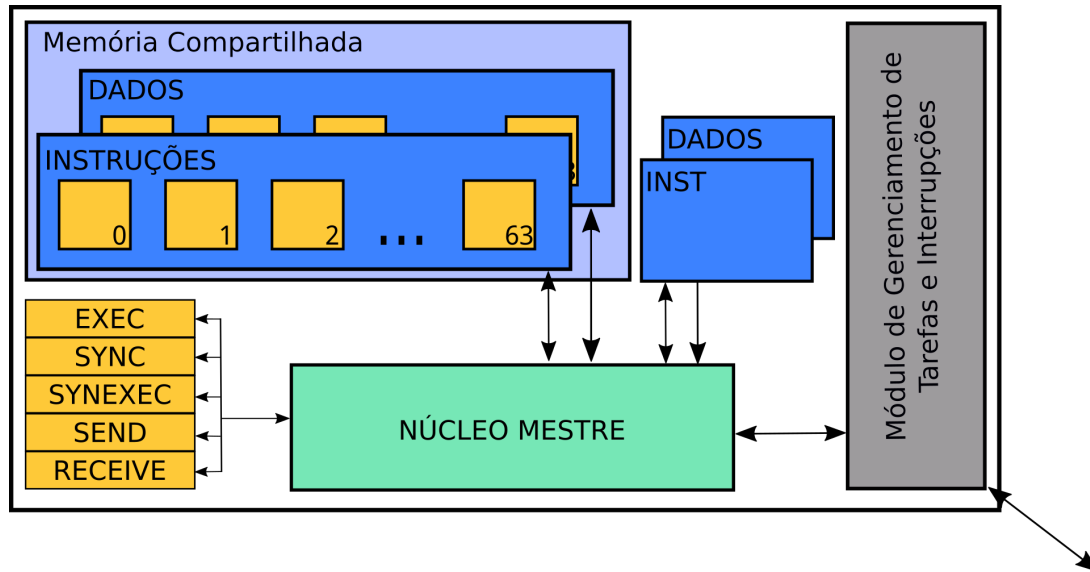 Memória Compartilhada
DADOS
INSTRUÇÕES
0
1
2
...
63
DADOS
INST
Módulo de Gerenciamento de
Tarefas e Interrupções
EXEC
SYNC
SYNEXEC
SEND
RECEIVE
NÚCLEO MESTRE